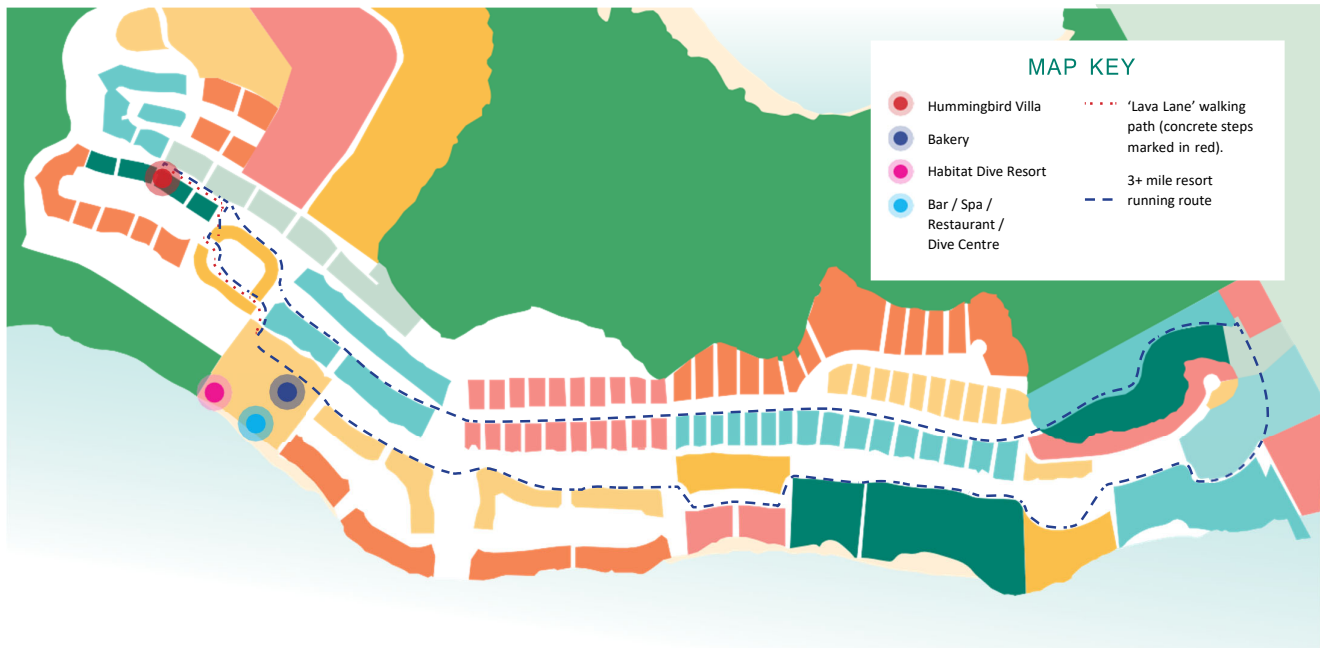 MAP KEY
Hummingbird Villa
Bakery
Habitat Dive Resort
Bar / Spa /
Restaurant /
Dive Centre
‘Lava Lane’ walking
path (concrete steps
marked in red).
3+ mile resort
running route